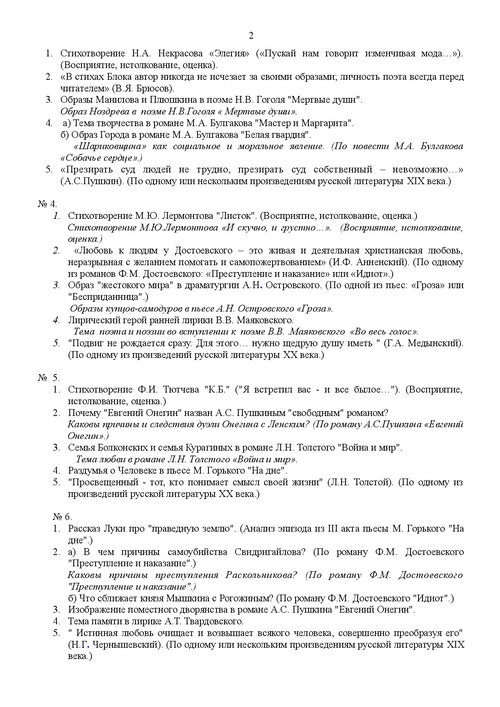 2
1. Стихотворение Н.А. Некрасова «Элегия» («Пускай нам говорит изменчивая мода…»).
(Восприятие, истолкование, оценка).
2. «В стихах Блока автор никогда не исчезает за своими образами; личность поэта всегда перед
читателем» (В.Я. Брюсов).
3. Образы Манилова и Плюшкина в поэме Н.В. Гоголя "Мертвые души".
Образ Ноздрева в поэме Н.В.Гоголя « Мертвые души».
4. а) Тема творчества в романе М.А. Булгакова "Мастер и Маргарита".
б) Образ Города в романе М.А. Булгакова "Белая гвардия".
«Шариковщина» как социальное и моральное явление. (По повести М.А. Булгакова
«Собачье сердце».)
5. «Презирать суд людей не трудно, презирать суд собственный – невозможно…»
(А.С.Пушкин). (По одному или нескольким произведениям русской литературы XIX века.)
№ 4.
1. Стихотворение М.Ю. Лермонтова "Листок". (Восприятие, истолкование, оценка.)
Стихотворение М.Ю.Лермонтова «И скучно, и грустно…». (Восприятие, истолкование,
оценка.)
2. «Любовь к людям у Достоевского – это живая и деятельная христианская любовь,
неразрывная с желанием помогать и самопожертвованием» (И.Ф. Анненский). (По одному
из романов Ф.М. Достоевского: «Преступление и наказание» или «Идиот».)
3. Образ "жестокого мира" в драматургии А.Н. Островского. (По одной из пьес: «Гроза» или
"Бесприданница".)
Образы купцов-самодуров в пьесе А.Н. Островского «Гроза».
4. Лирический герой ранней лирики В.В. Маяковского.
Тема поэта и поэзии во вступлении к поэме В.В. .Маяковского «Во весь голос».
5. "Подвиг не рождается сразу. Для этого… нужно щедрую душу иметь " (Г.А. Медынский).
(По одному из произведений русской литературы XX века.)
№ 5.
1. Стихотворение Ф.И. Тютчева "К.Б." ("Я встретил вас - и все былое…"). (Восприятие,
истолкование, оценка.)
2. Почему "Евгений Онегин" назван А.С. Пушкиным "свободным" романом?
Каковы причины и следствия дуэли Онегина с Ленским? (По роману А.С.Пушкина «Евгений
Онегин».)
3. Семья Болконских и семья Курагиных в романе Л.Н. Толстого "Война и мир".
Тема любви в романе Л.Н. Толстого «Война и мир».
4. Раздумья о Человеке в пьесе М. Горького "На дне".
5. "Просвещенный - тот, кто понимает смысл своей жизни" (Л.Н. Толстой). (По одному из
произведений русской литературы XX века.)
№ 6.
1. Рассказ Луки про "праведную землю". (Анализ эпизода из III акта пьесы М. Горького "На
дне".)
2. а) В чем причины самоубийства Свидригайлова? (По роману Ф.М. Достоевского
"Преступление и наказание".)
Каковы причины преступления Раскольникова? (По роману Ф.М. Достоевского
"Преступление и наказание".)
б) Что сближает князя Мышкина с Рогожиным? (По роману Ф.М. Достоевского "Идиот".)
3. Изображение поместного дворянства в романе А.С. Пушкина "Евгений Онегин".
4. Тема памяти в лирике А.Т. Твардовского.
5. " Истинная любовь очищает и возвышает всякого человека, совершенно преобразуя его"
(Н.Г. Чернышевский). (По одному или нескольким произведениям русской литературы XIX
века.)